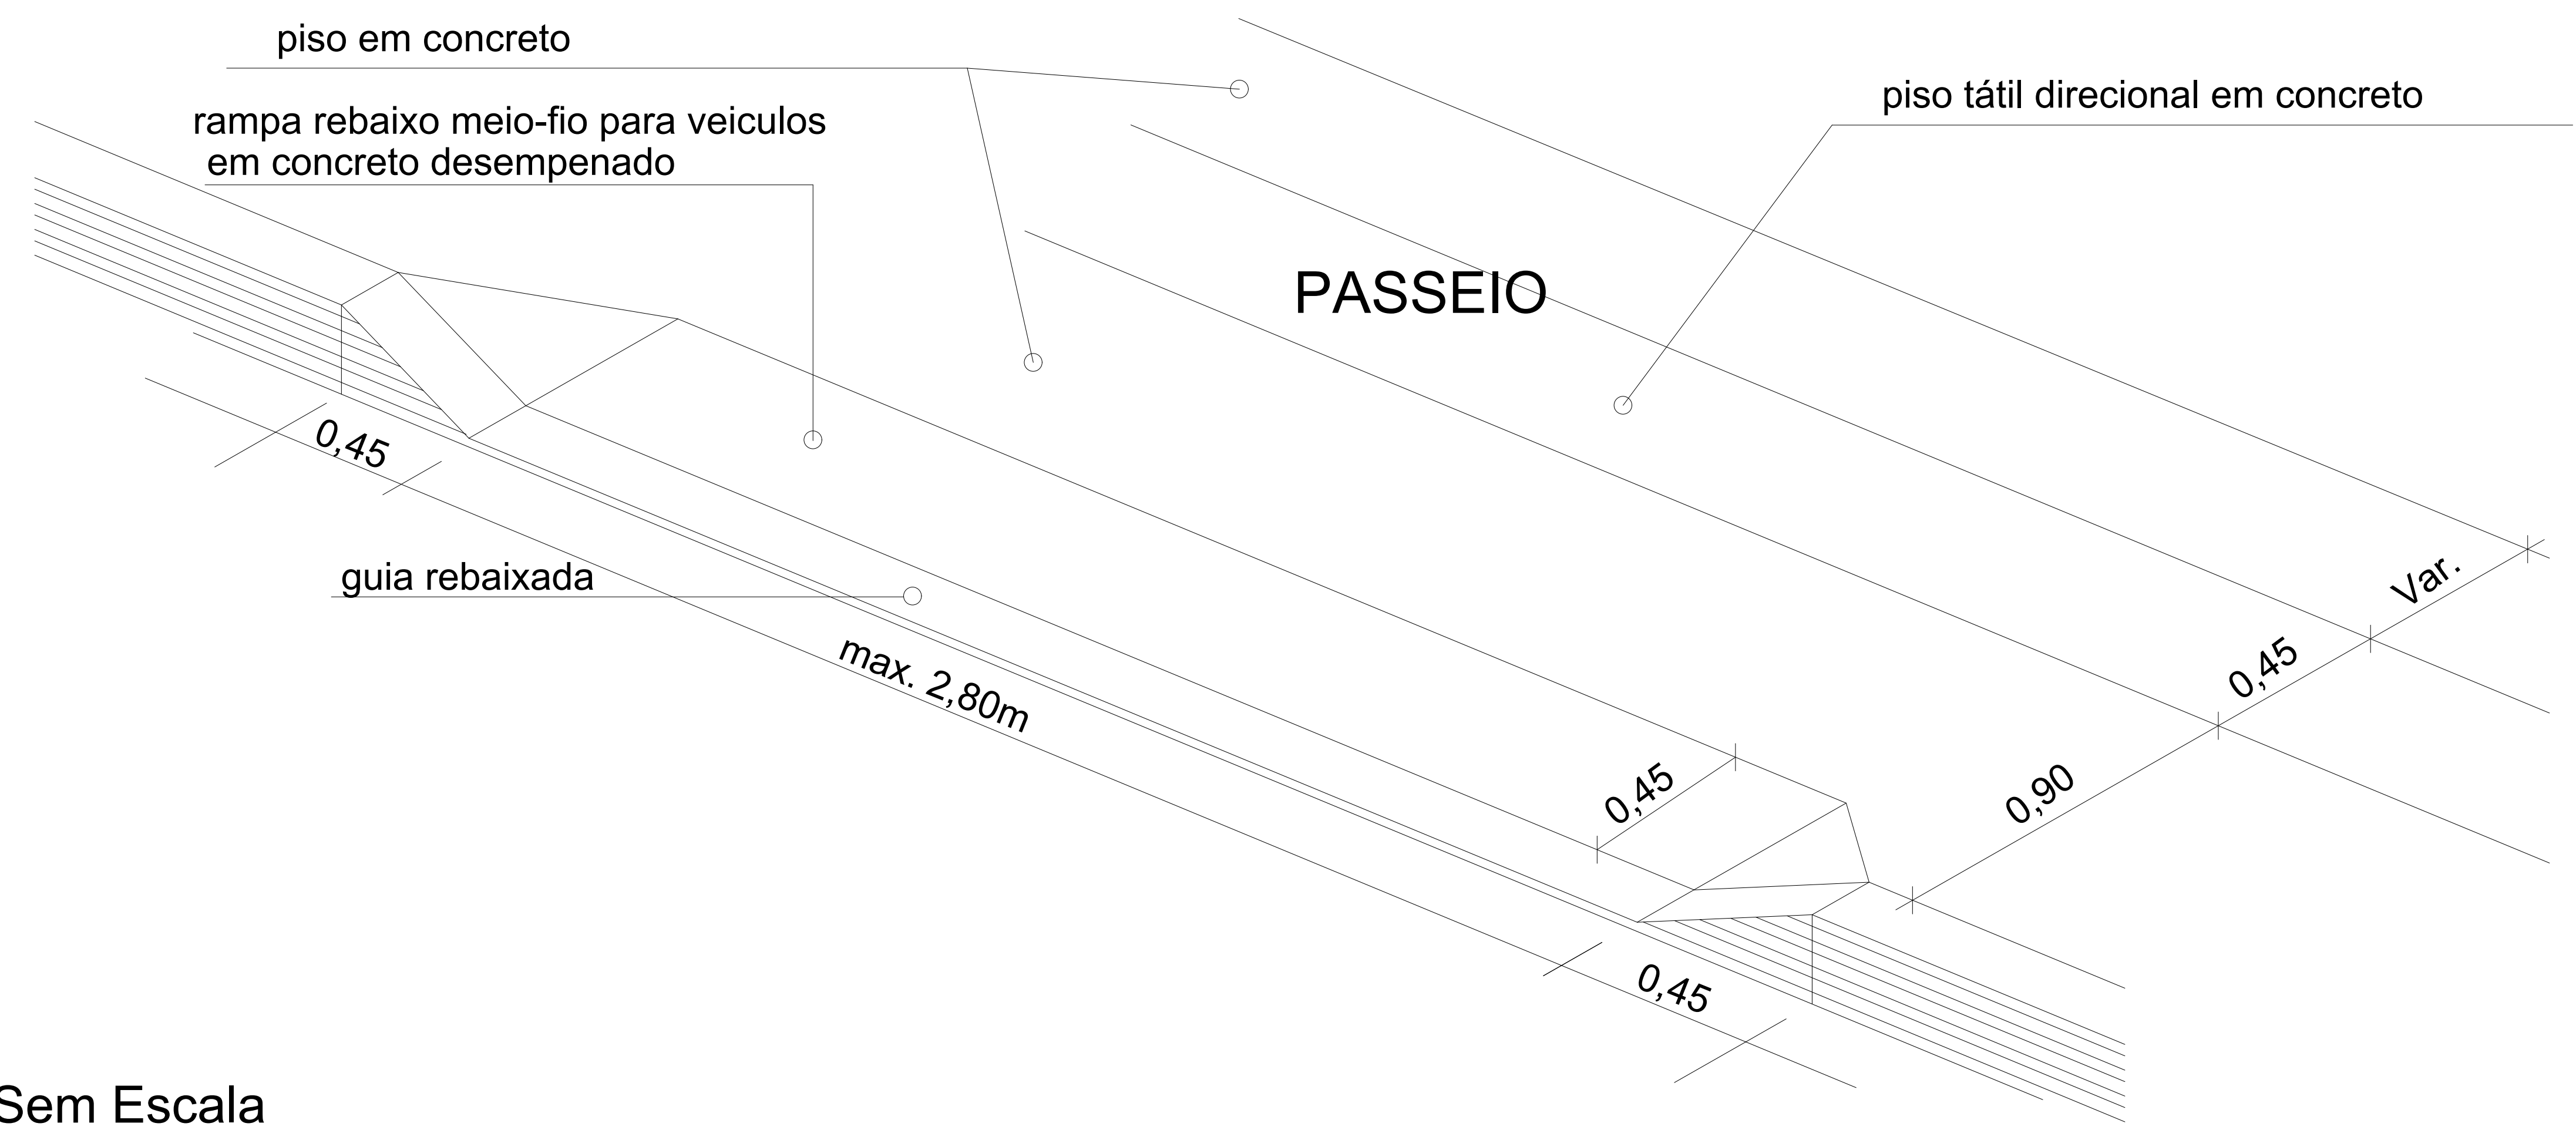 piso em concreto
piso tátil direcional em concreto
rampa rebaixo meio-fio para veiculos
em concreto desempenado
PASSEIO
0,45
guia rebaixada
max. 2,80m
Var.
0,45
0,90
0,45
0,45
Sem Escala